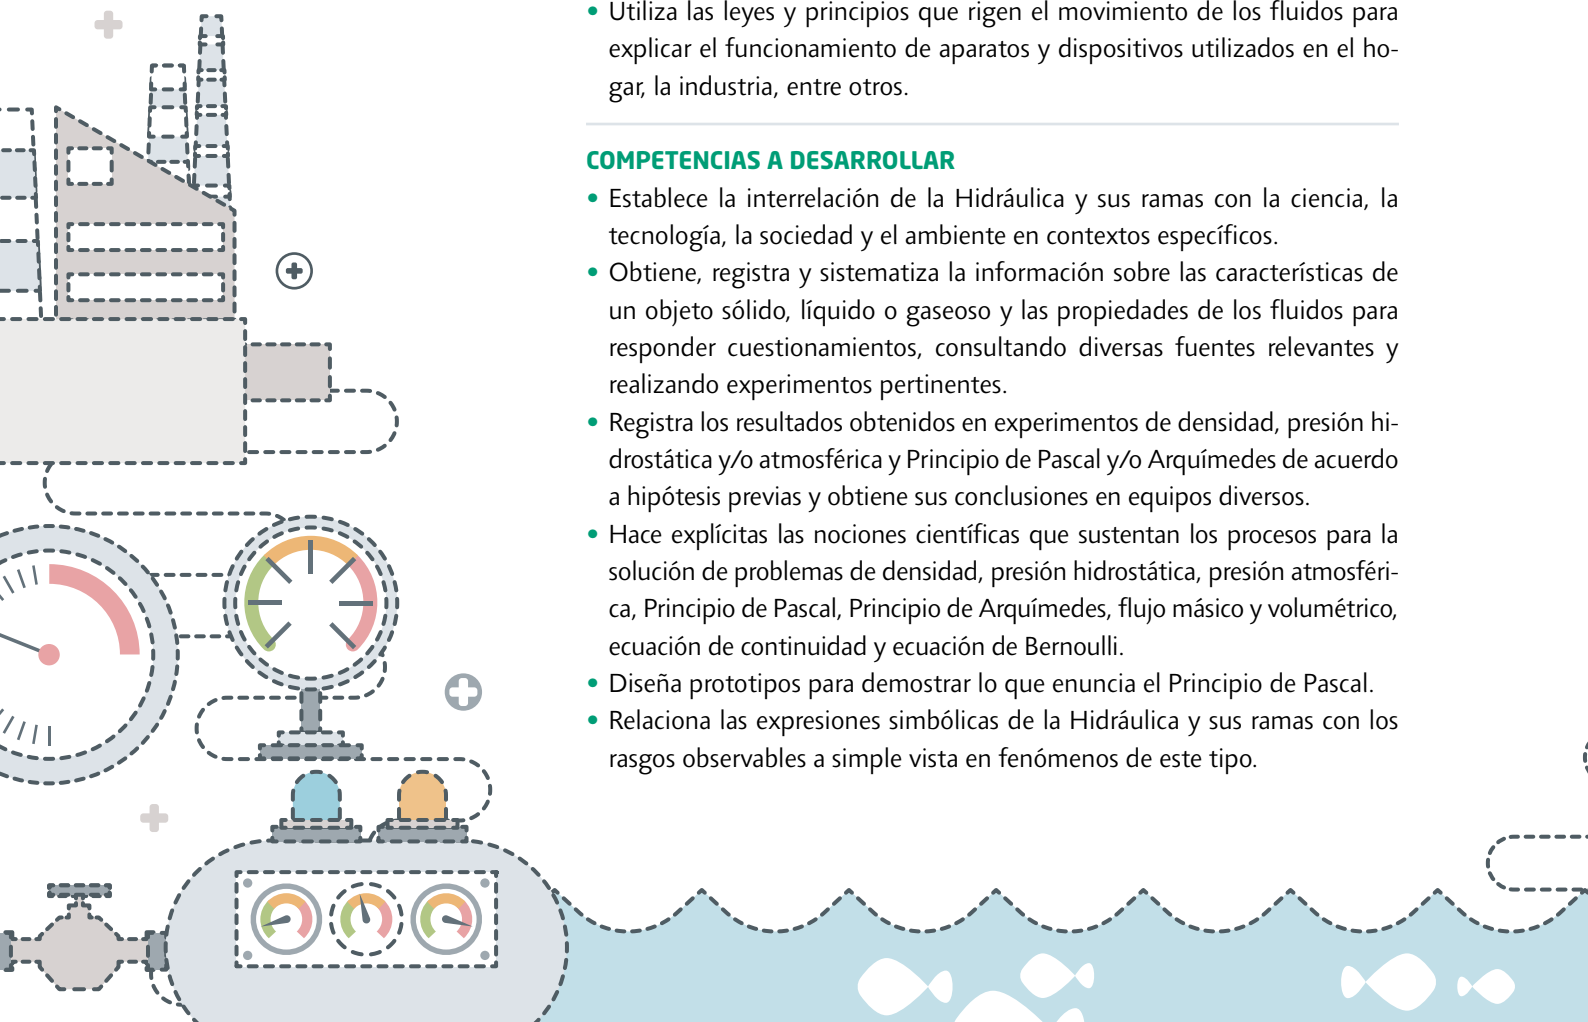 • Utiliza las leyes y principios que rigen el movimiento de los fluidos para
explicar el funcionamiento de aparatos y dispositivos utilizados en el ho-
gar, la industria, entre otros.
COMPETENCIAS A DESARROLLAR
• Establece la interrelación de la Hidráulica y sus ramas con la ciencia, la
tecnología, la sociedad y el ambiente en contextos específicos.
• Obtiene, registra y sistematiza la información sobre las características de
un objeto sólido, líquido o gaseoso y las propiedades de los fluidos para
responder cuestionamientos, consultando diversas fuentes relevantes y
realizando experimentos pertinentes.
• Registra los resultados obtenidos en experimentos de densidad, presión hi-
drostática y/o atmosférica y Principio de Pascal y/o Arquímedes de acuerdo
a hipótesis previas y obtiene sus conclusiones en equipos diversos.
• Hace explícitas las nociones científicas que sustentan los procesos para la
solución de problemas de densidad, presión hidrostática, presión atmosféri-
ca, Principio de Pascal, Principio de Arquímedes, flujo másico y volumétrico,
ecuación de continuidad y ecuación de Bernoulli.
• Diseña prototipos para demostrar lo que enuncia el Principio de Pascal.
• Relaciona las expresiones simbólicas de la Hidráulica y sus ramas con los
rasgos observables a simple vista en fenómenos de este tipo.